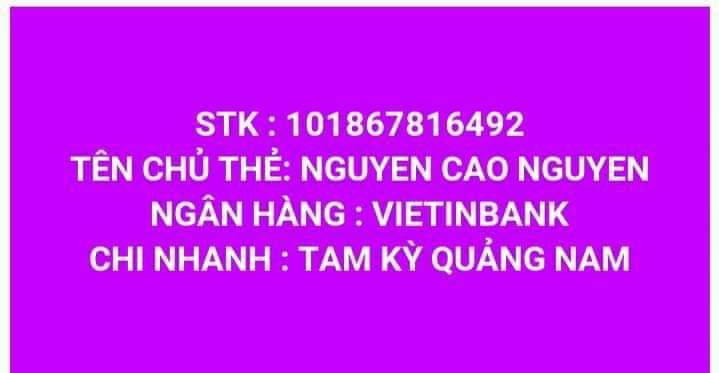 STK : 101867816492
TÊN CHỦ THẺ: NGUYEN CAO NGUYEN
NGÂN HÀNG : VIETINBANK
CHI NHANH : TAM KỲ QUẢNG NAM